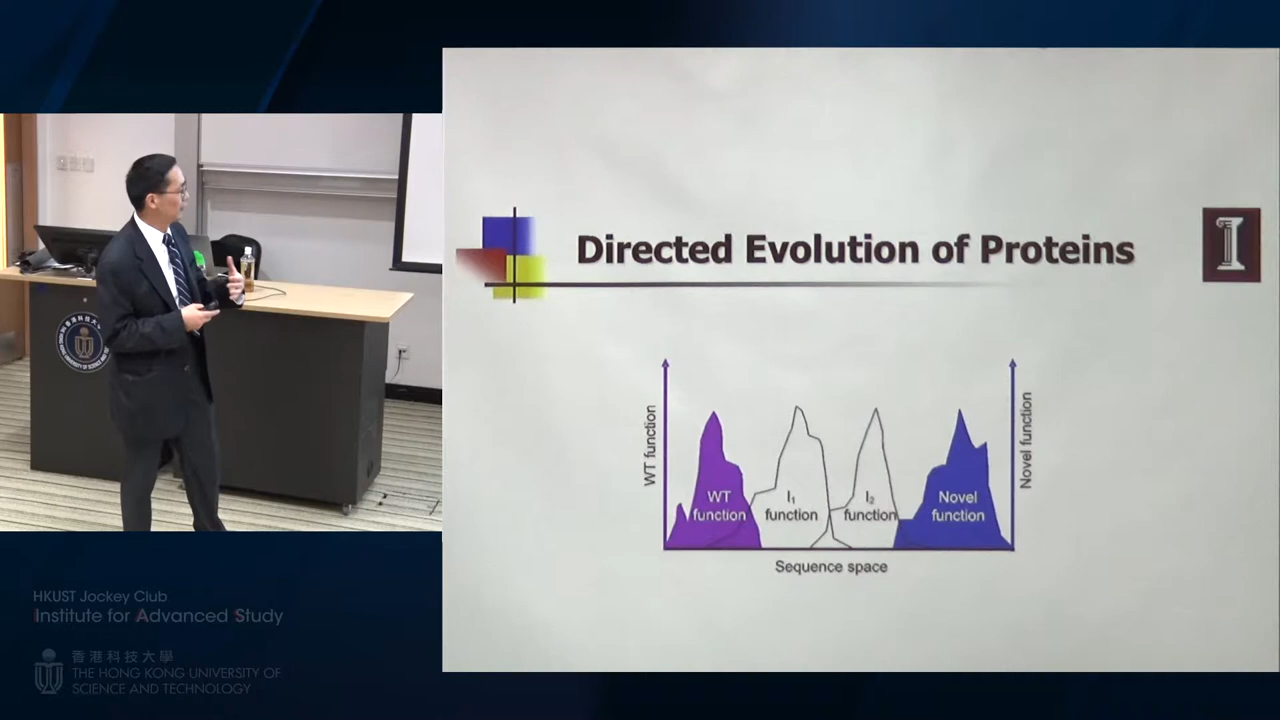 Directed Evolution of Proteins
I
WT function
WT
function
I₁
function
I₂
function
Novel
function
Novel function
Sequence space
HKUST Jockey Club
Institute for Advanced Study
香港科技大學
THE HONG KONG UNIVERSITY OF
SCIENCE AND TECHNOLOGY